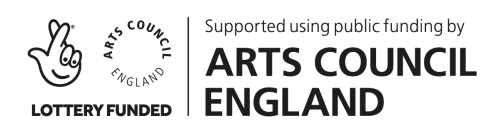 ARTS COUNCIL
ENGLAND
LOTTERY FUNDED
Supported using public funding by
ARTS COUNCIL
ENGLAND